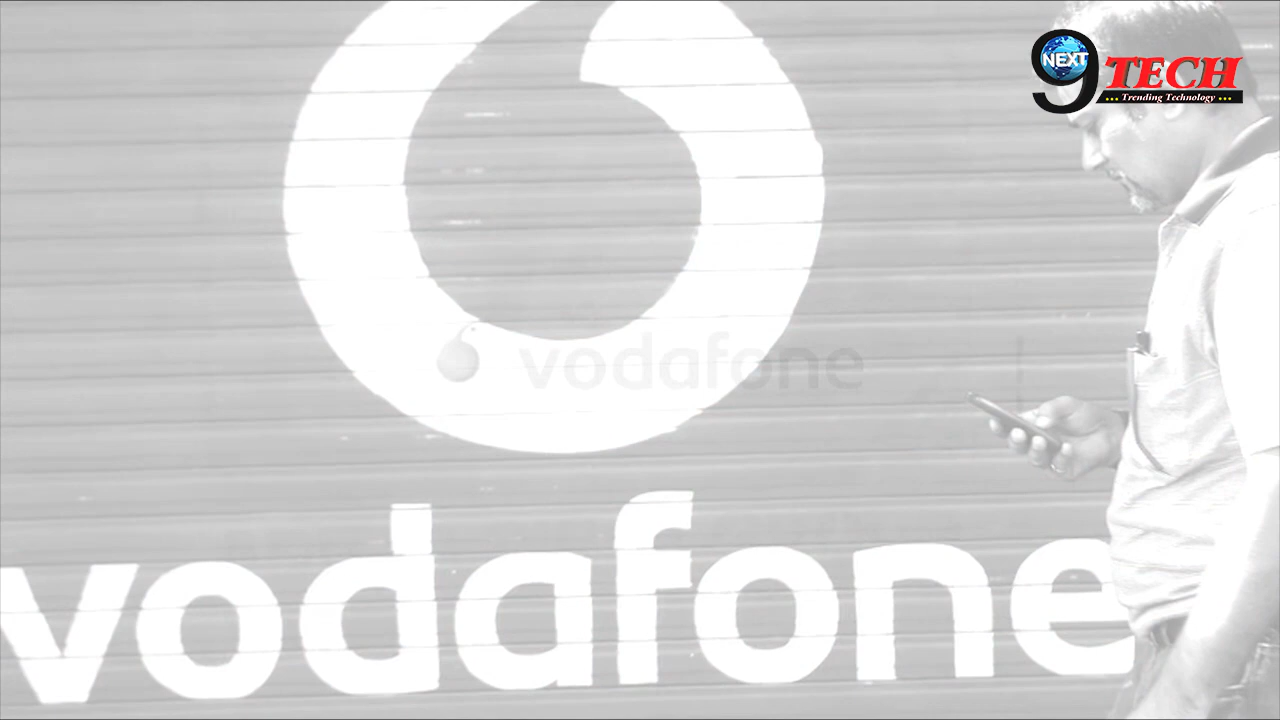 9
NEXT
TECH
... Trending Technology ...
vodafone
vodafone